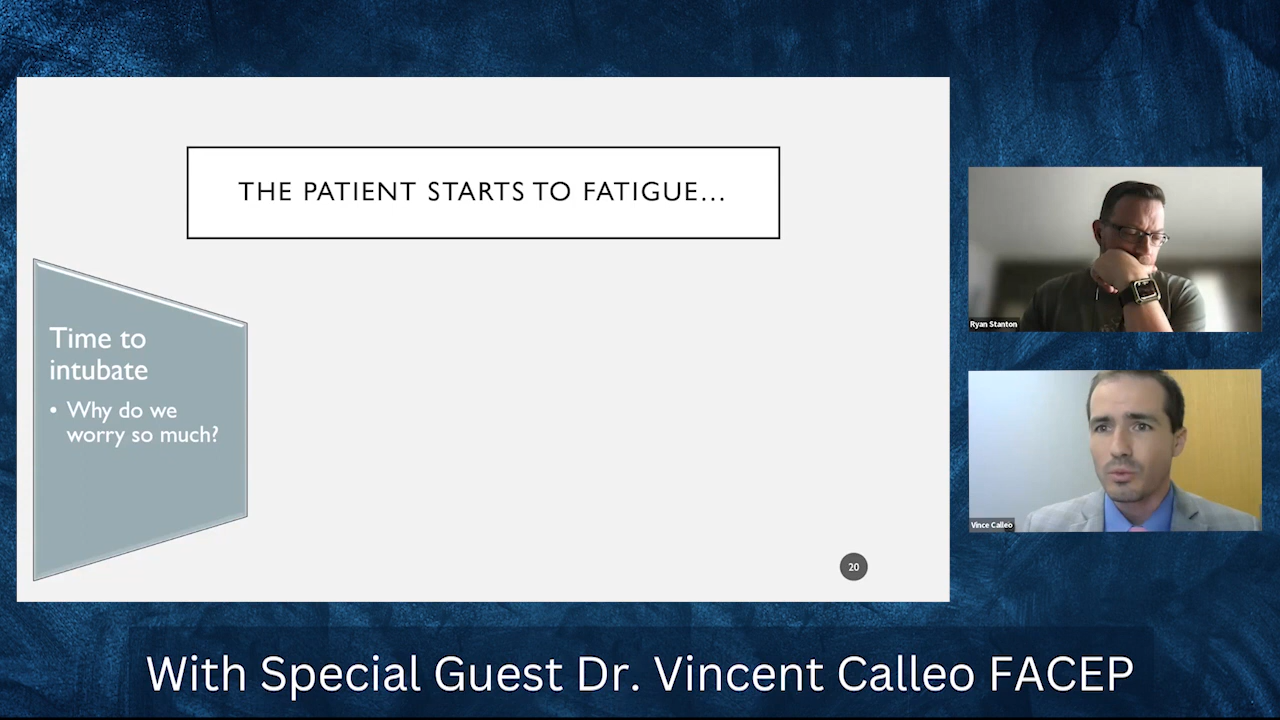 THE PATIENT STARTS TO FATIGUE...
Time to
intubate
• Why do we
worry so much?
20
Ryan Stanton
Vince Calleo
With Special Guest Dr. Vincent Calleo FACEP